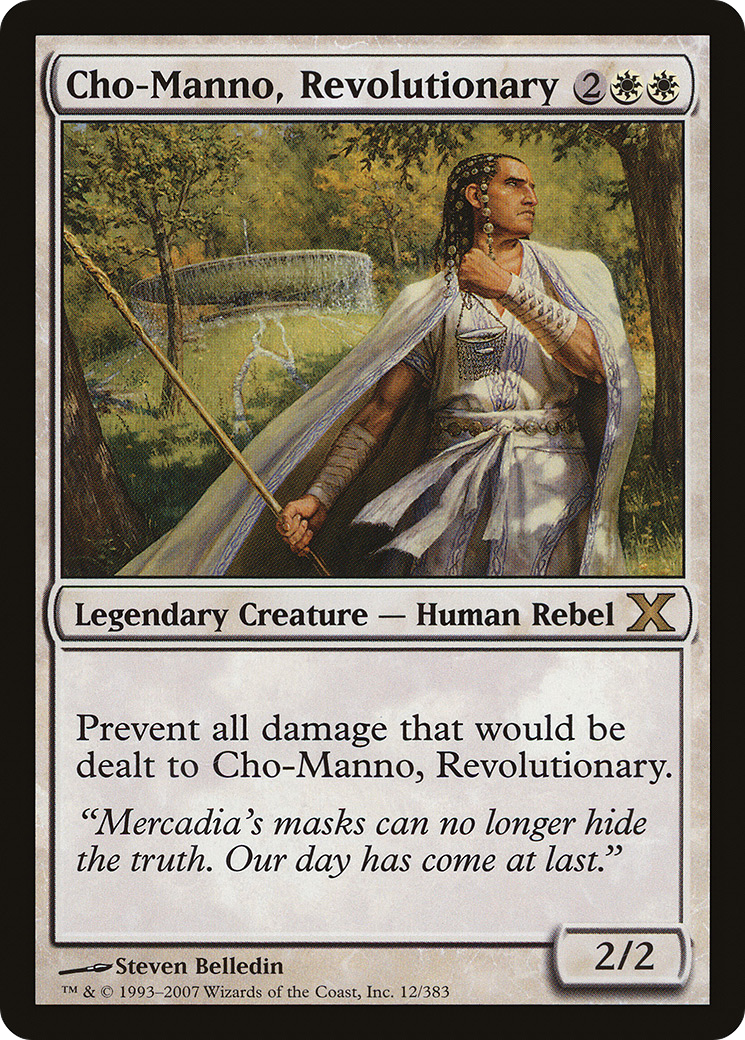 Cho-Manno, Revolutionary 2
Legendary Creature — Human Rebel X
Prevent all damage that would be
dealt to Cho-Manno, Revolutionary.
“Mercadia’s masks can no longer hide
the truth. Our day has come at last.”
2/2
Steven Belledin
™ & © 1993–2007 Wizards of the Coast, Inc. 12/383